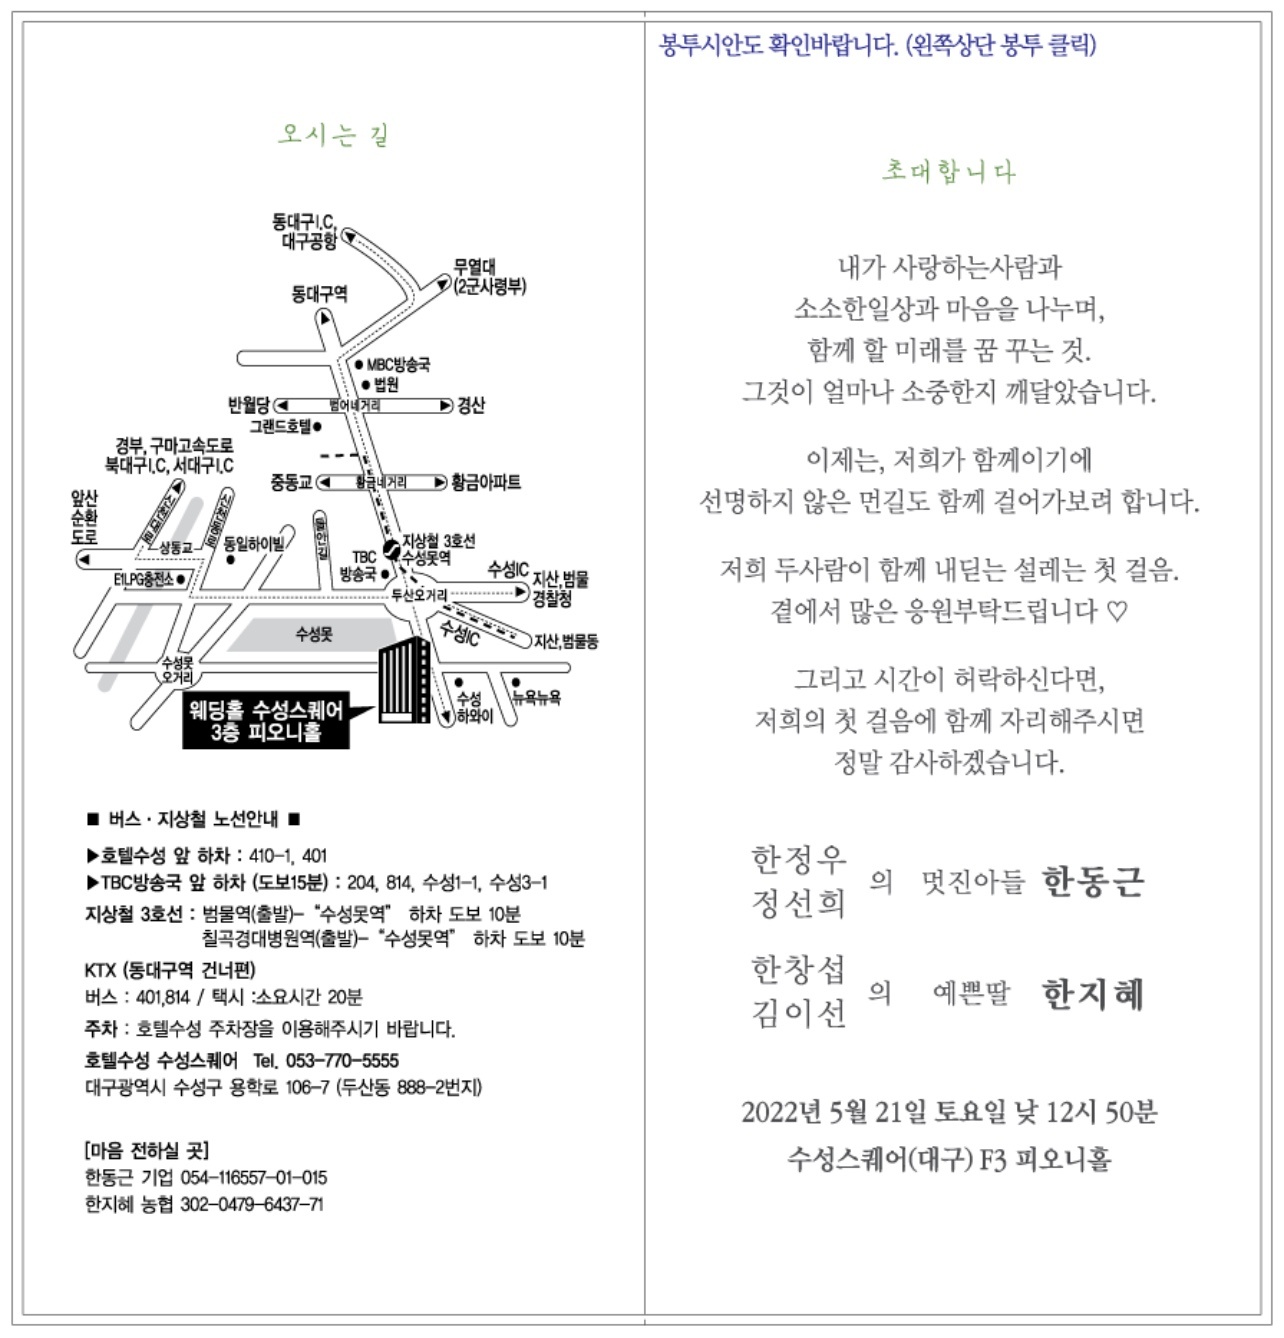 오시는 길
동대구I.C,
대구공항
무열대
(2군사령부)
동대구역
MBC방송국
법원
반월당
범어네거리
경산
그랜드호텔
경부, 구마고속도로
북대구I.C, 서대구I.C
중동교
황금네거리
황금아파트
앞산
순환
도로
신천대로
신천동로
상동교
동일하이빌
들안길
지상철 3호선
수성못역
TBC
방송국
E1LPG충전소
두산오거리
수성IC
지산,범물
경찰청
수성IC
지산,범물동
수성못
수성못
오거리
수성
하와이
뉴욕뉴욕
웨딩홀 수성스퀘어
3층 피오니홀
■ 버스 · 지상철 노선안내 ■
▶호텔수성 앞 하차 : 410-1, 401
▶TBC방송국 앞 하차 (도보15분) : 204, 814, 수성1-1, 수성3-1
지상철 3호선 : 범물역(출발)- “수성못역” 하차 도보 10분
칠곡경대병원역(출발)- “수성못역” 하차 도보 10분
KTX (동대구역 건너편)
버스 : 401,814 / 택시 :소요시간 20분
주차 : 호텔수성 주차장을 이용해주시기 바랍니다.
호텔수성 수성스퀘어 Tel. 053-770-5555
대구광역시 수성구 용학로 106-7 (두산동 888-2번지)
[마음 전하실 곳]
한동근 기업 054-116557-01-015
한지혜 농협 302-0479-6437-71
봉투시안도 확인바랍니다. (왼쪽상단 봉투 클릭)
초대합니다
내가 사랑하는사람과
소소한일상과 마음을 나누며,
함께 할 미래를 꿈 꾸는 것.
그것이 얼마나 소중한지 깨달았습니다.
이제는, 저희가 함께이기에
선명하지 않은 먼길도 함께 걸어가보려 합니다.
저희 두사람이 함께 내딛는 설레는 첫 걸음.
곁에서 많은 응원부탁드립니다 ♡
그리고 시간이 허락하신다면,
저희의 첫 걸음에 함께 자리해주시면
정말 감사하겠습니다.
한정우
정선희
의 멋진아들 한동근
한창섭
김이선
의 예쁜딸 한지혜
2022년 5월 21일 토요일 낮 12시 50분
수성스퀘어(대구) F3 피오니홀